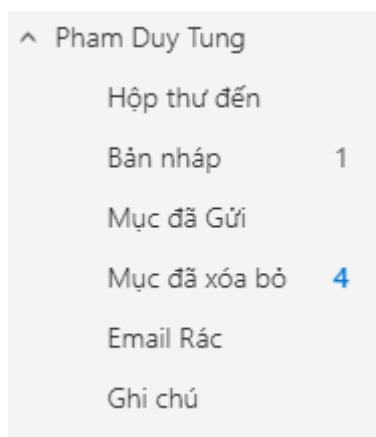 Pham Duy Tung
Hộp thư đến
Bản nháp 1
Mục đã Gửi
Mục đã xóa bỏ 4
Email Rác
Ghi chú